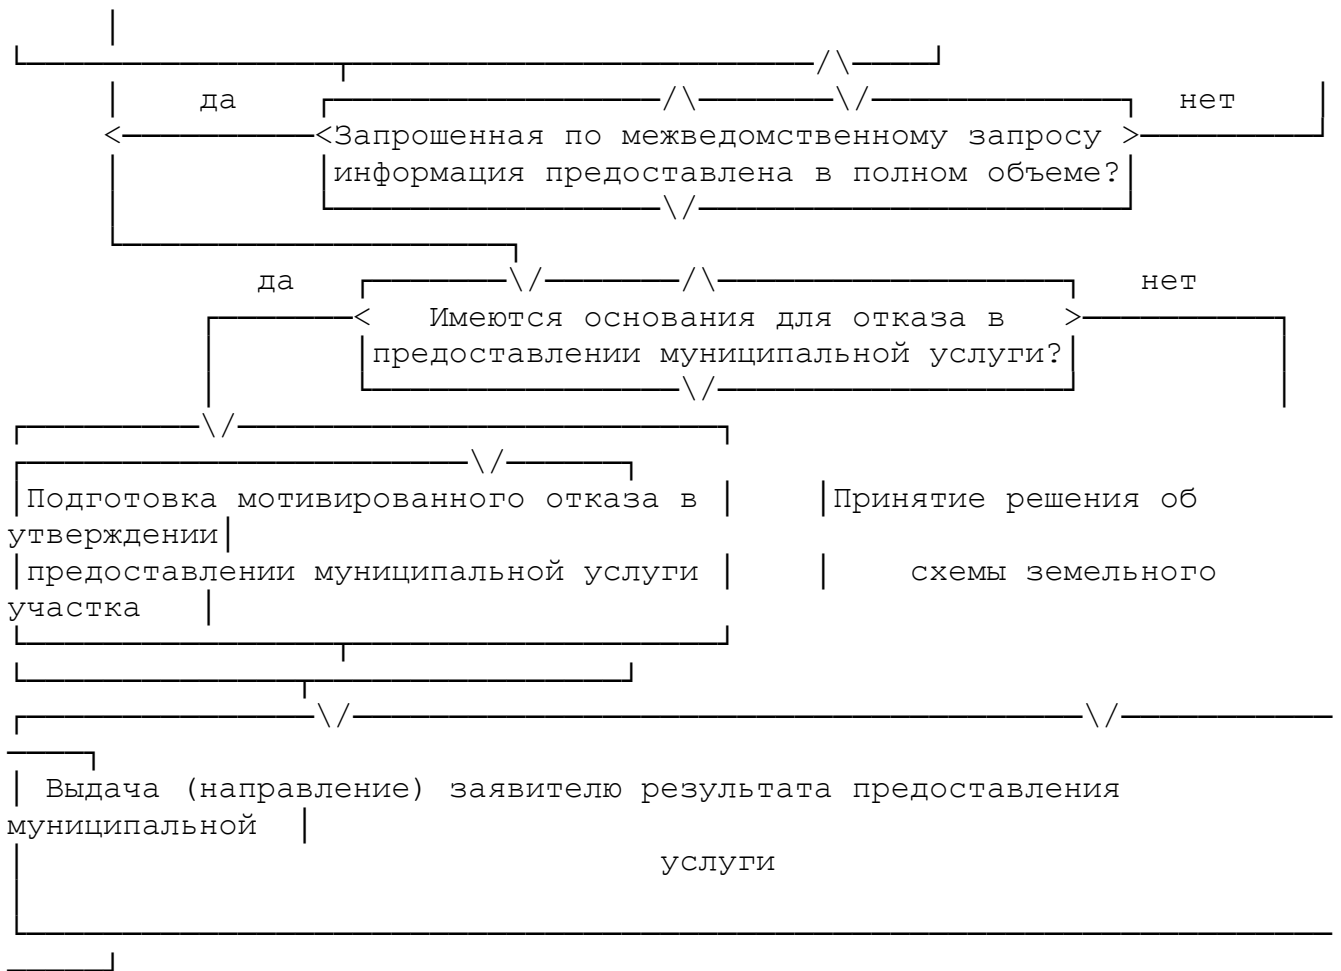 да нет
<Запрошенная по межведомственному запросу >
информация предоставлена в полном объеме?
да нет
< Имеются основания для отказа в >
предоставлении муниципальной услуги?
|Подготовка мотивированного отказа в | |Принятие решения об
утверждении|
|предоставлении муниципальной услуги | | схемы земельного
участка |
| Выдача (направление) заявителю результата предоставления
муниципальной |
услуги